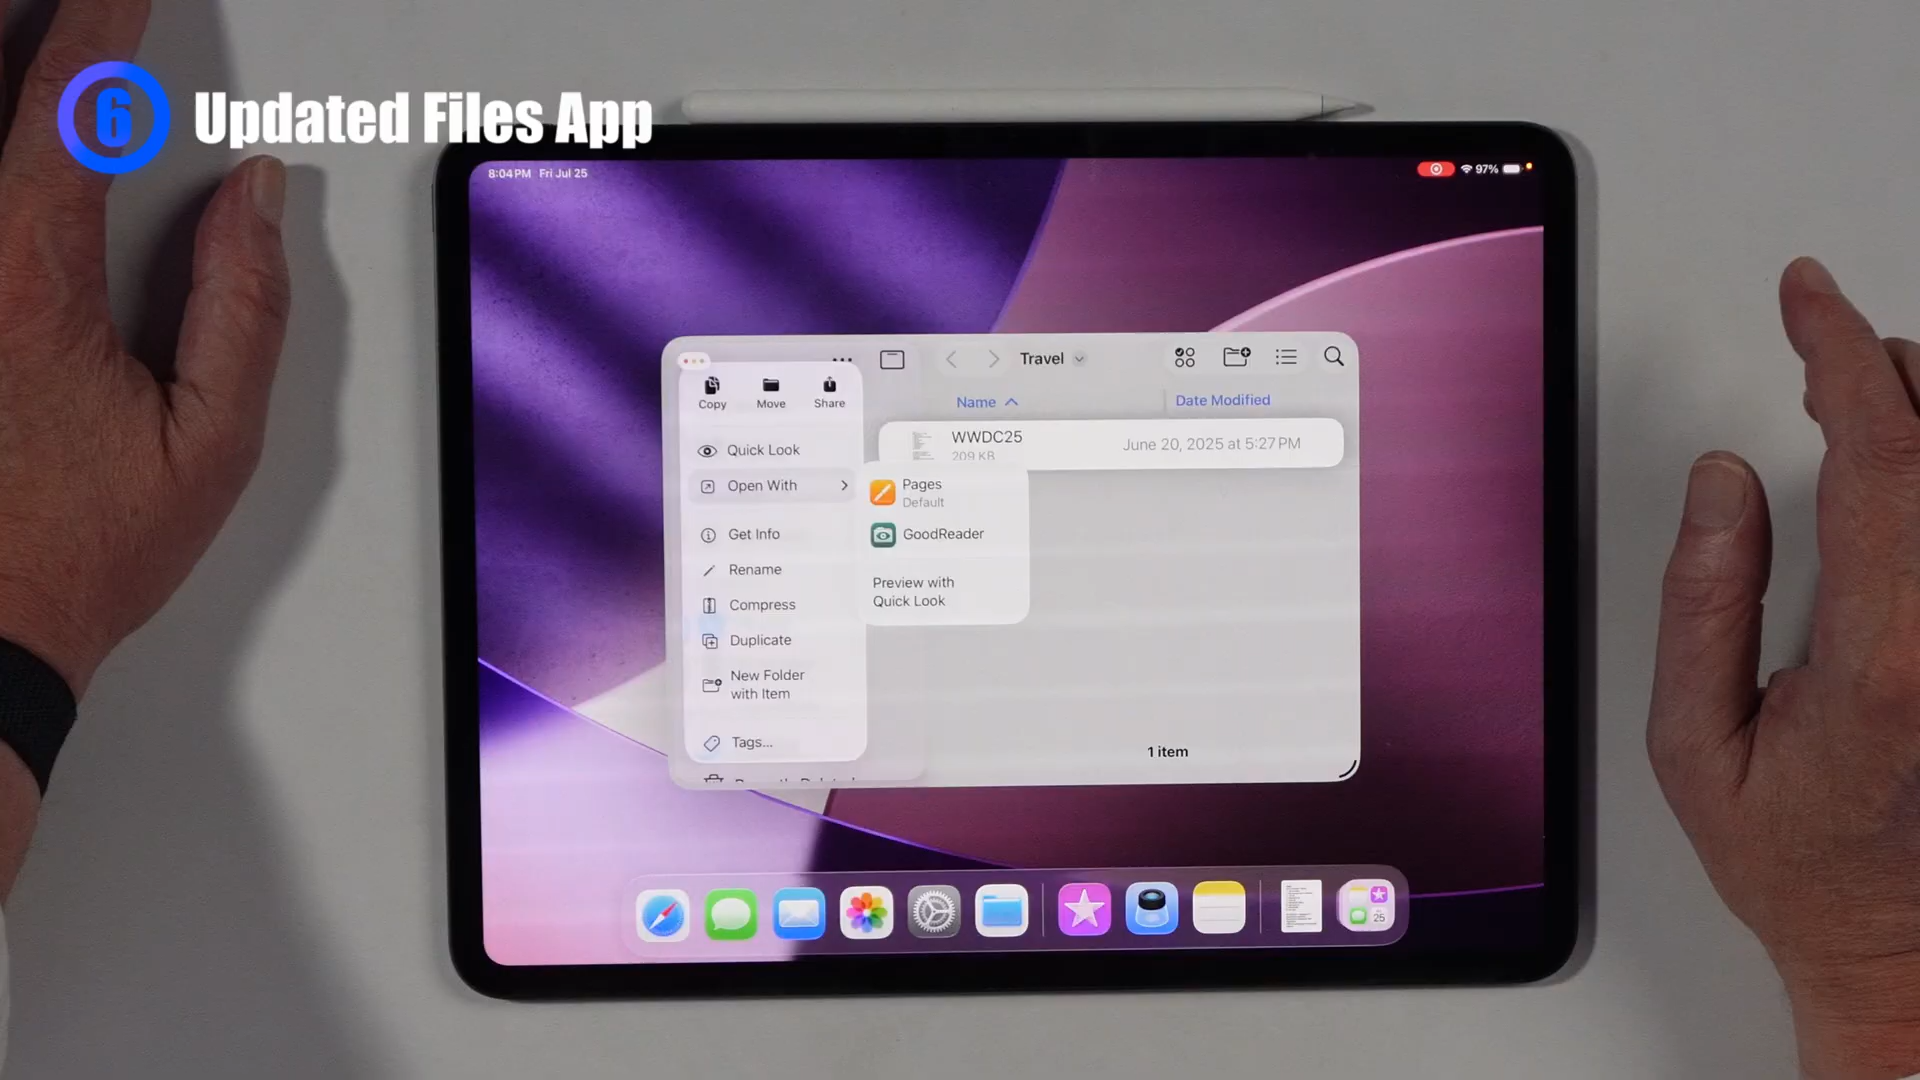 6 Updated Files App
8:04 PM Fri Jul 25
97%
Travel
Copy Move Share
Name Date Modified
WWDC25
209 KB
June 20, 2025 at 5:27 PM
Quick Look
Open With
Pages
Default
GoodReader
Preview with
Quick Look
Get Info
Rename
Compress
Duplicate
New Folder
with Item
Tags...
1 item
25